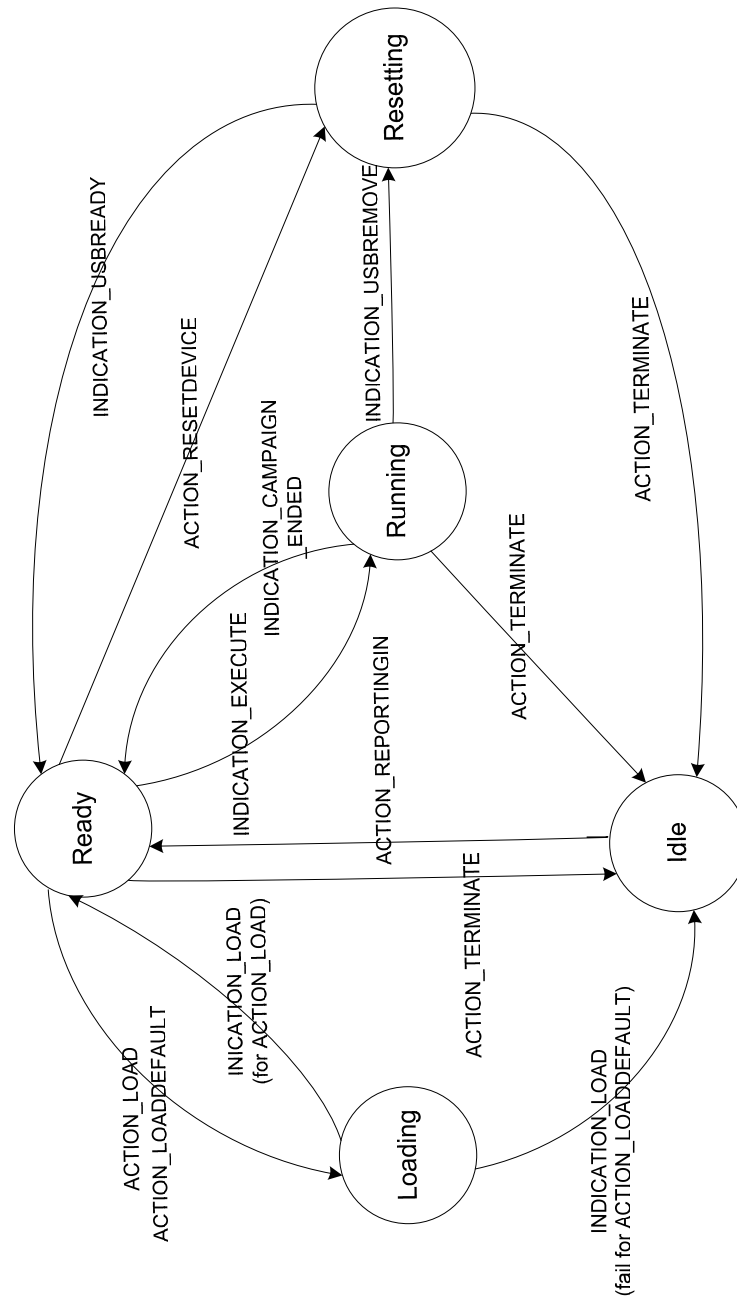 ACTION_LOAD
ACTION_LOADDEFAULT
INICATION_LOAD
(for ACTION_LOAD)
Loading
INDICATION_LOAD
(fail for ACTION_LOADDEFAULT)
Ready
ACTION_TERMINATE
ACTION_REPORTINGIN
Idle
INDICATION_EXECUTE
INDICATION_CAMPAIGN
_ENDED
Running
ACTION_TERMINATE
INDICATION_USBREADY
ACTION_RESETDEVICE
INDICATION_USBREMOVE
ACTION_TERMINATE
Resetting